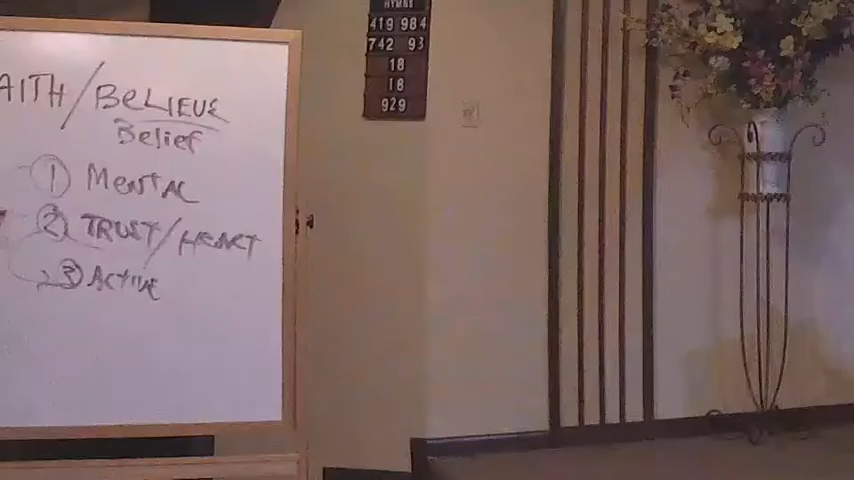 AITH/BELIEVE
Belief
① MENTAL
② TRUST/HEART
③ ACTIVE
HYMNS
419 984
742 93
18
18
929